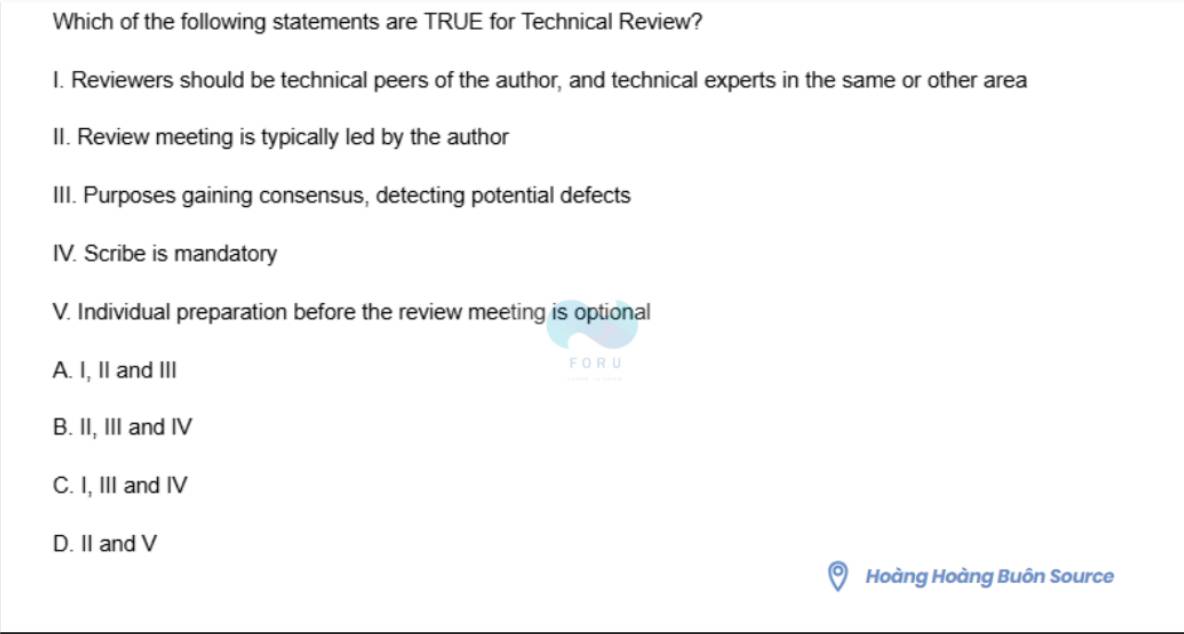 Which of the following statements are TRUE for Technical Review?
I. Reviewers should be technical peers of the author, and technical experts in the same or other area
II. Review meeting is typically led by the author
III. Purposes gaining consensus, detecting potential defects
IV. Scribe is mandatory
V. Individual preparation before the review meeting is optional
A. I, II and III
FORU
B. II, III and IV
C. I, III and IV
D. II and V
Hoàng Hoàng Buôn Source